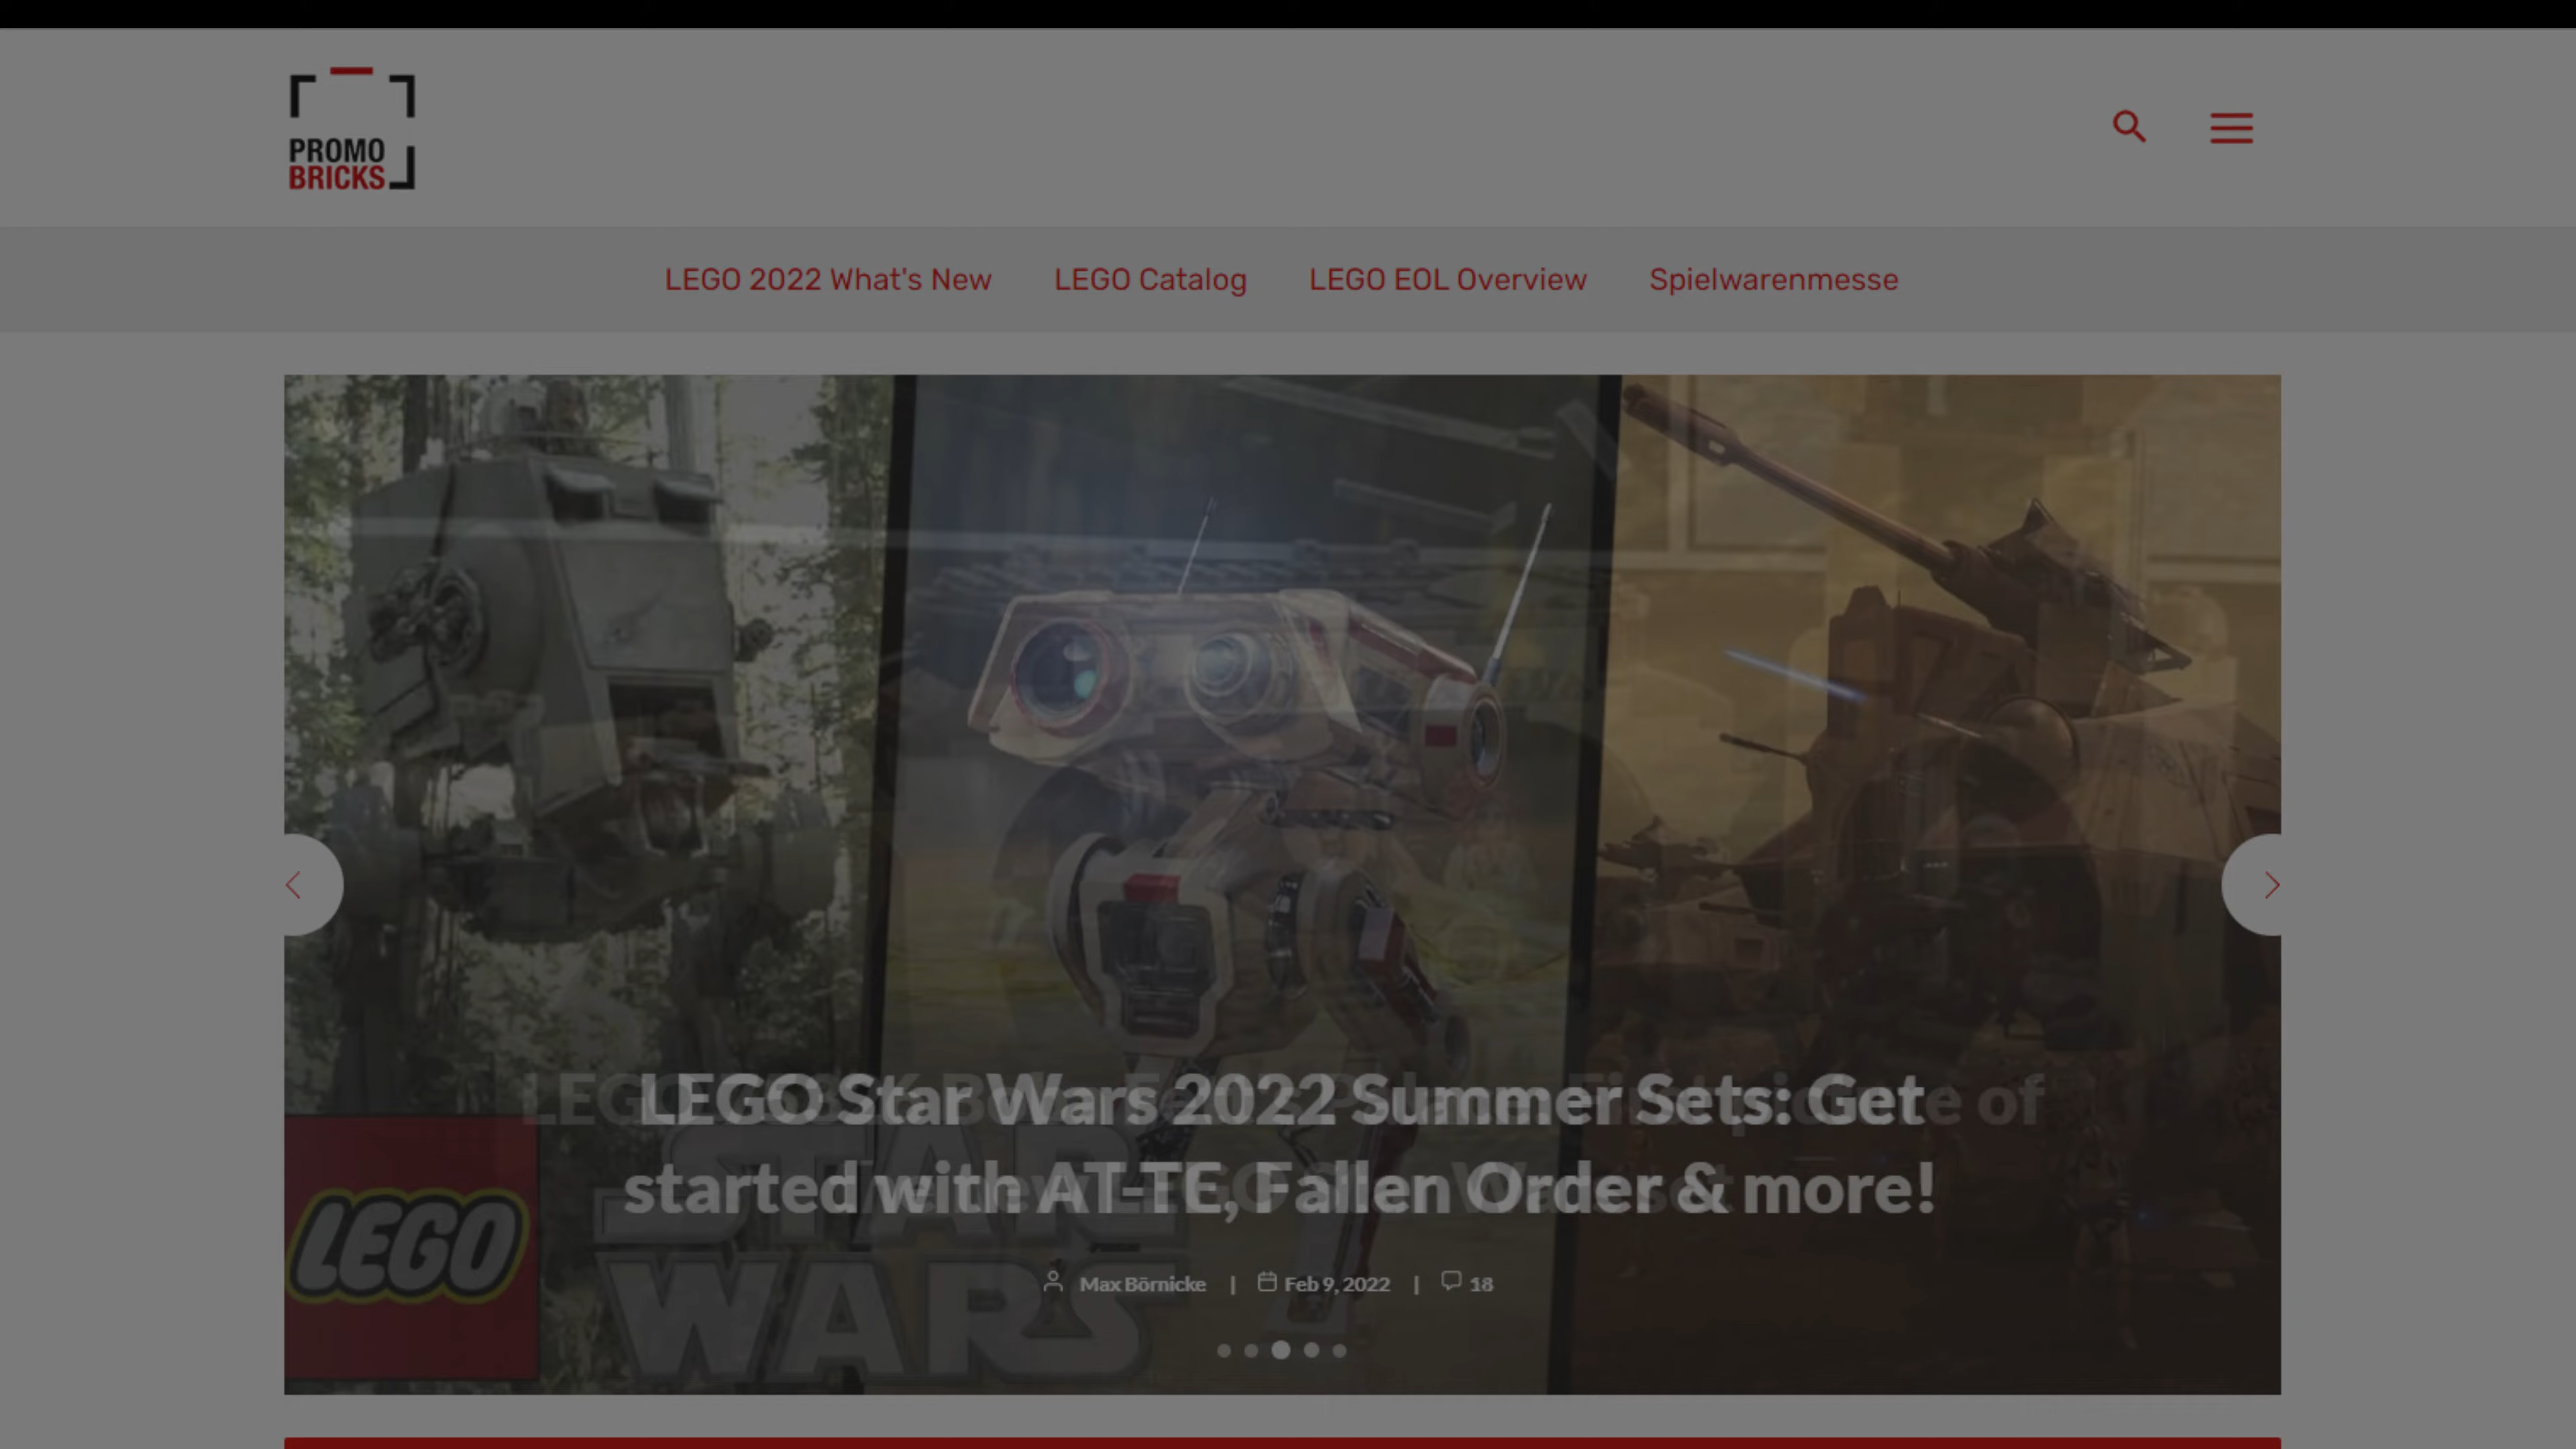 PROMO
BRICKS
LEGO 2022 What's New
LEGO Catalog
LEGO EOL Overview
Spielwarenmesse
LEGO Star Wars 2022 Summer Sets: Get
started with AT-TE, Fallen Order & more!
LEGO
STAR
WARS
Max Börnicke | Feb 9, 2022 | 18